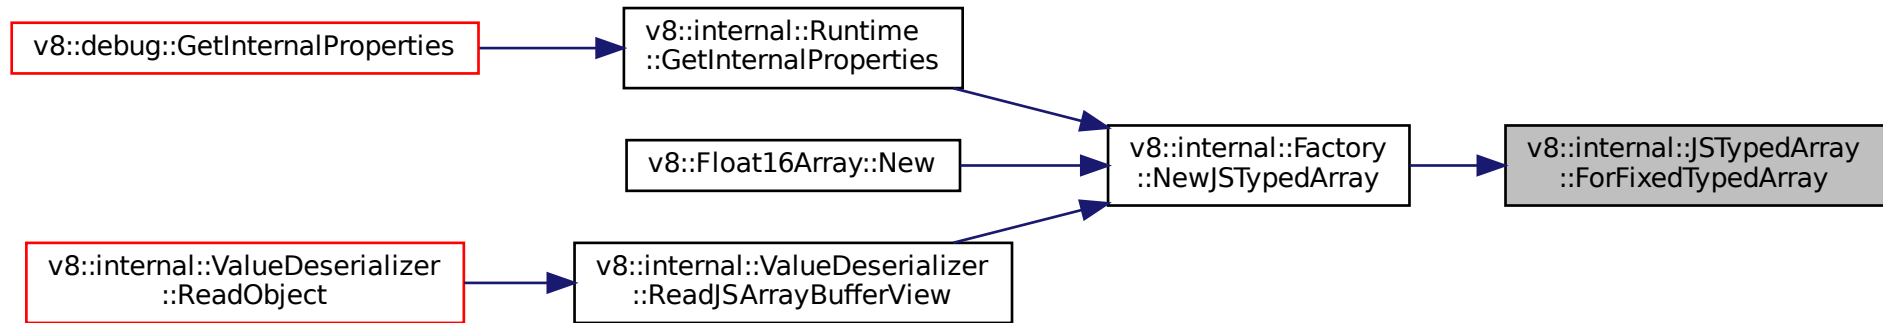 v8::debug::GetInternalProperties
v8::internal::Runtime
::GetInternalProperties
v8::Float16Array::New
v8::internal::ValueDeserializer
::ReadObject
v8::internal::ValueDeserializer
::ReadJSArrayBufferView
v8::internal::Factory
::NewJSTypedArray
v8::internal::JSTypedArray
::ForFixedTypedArray